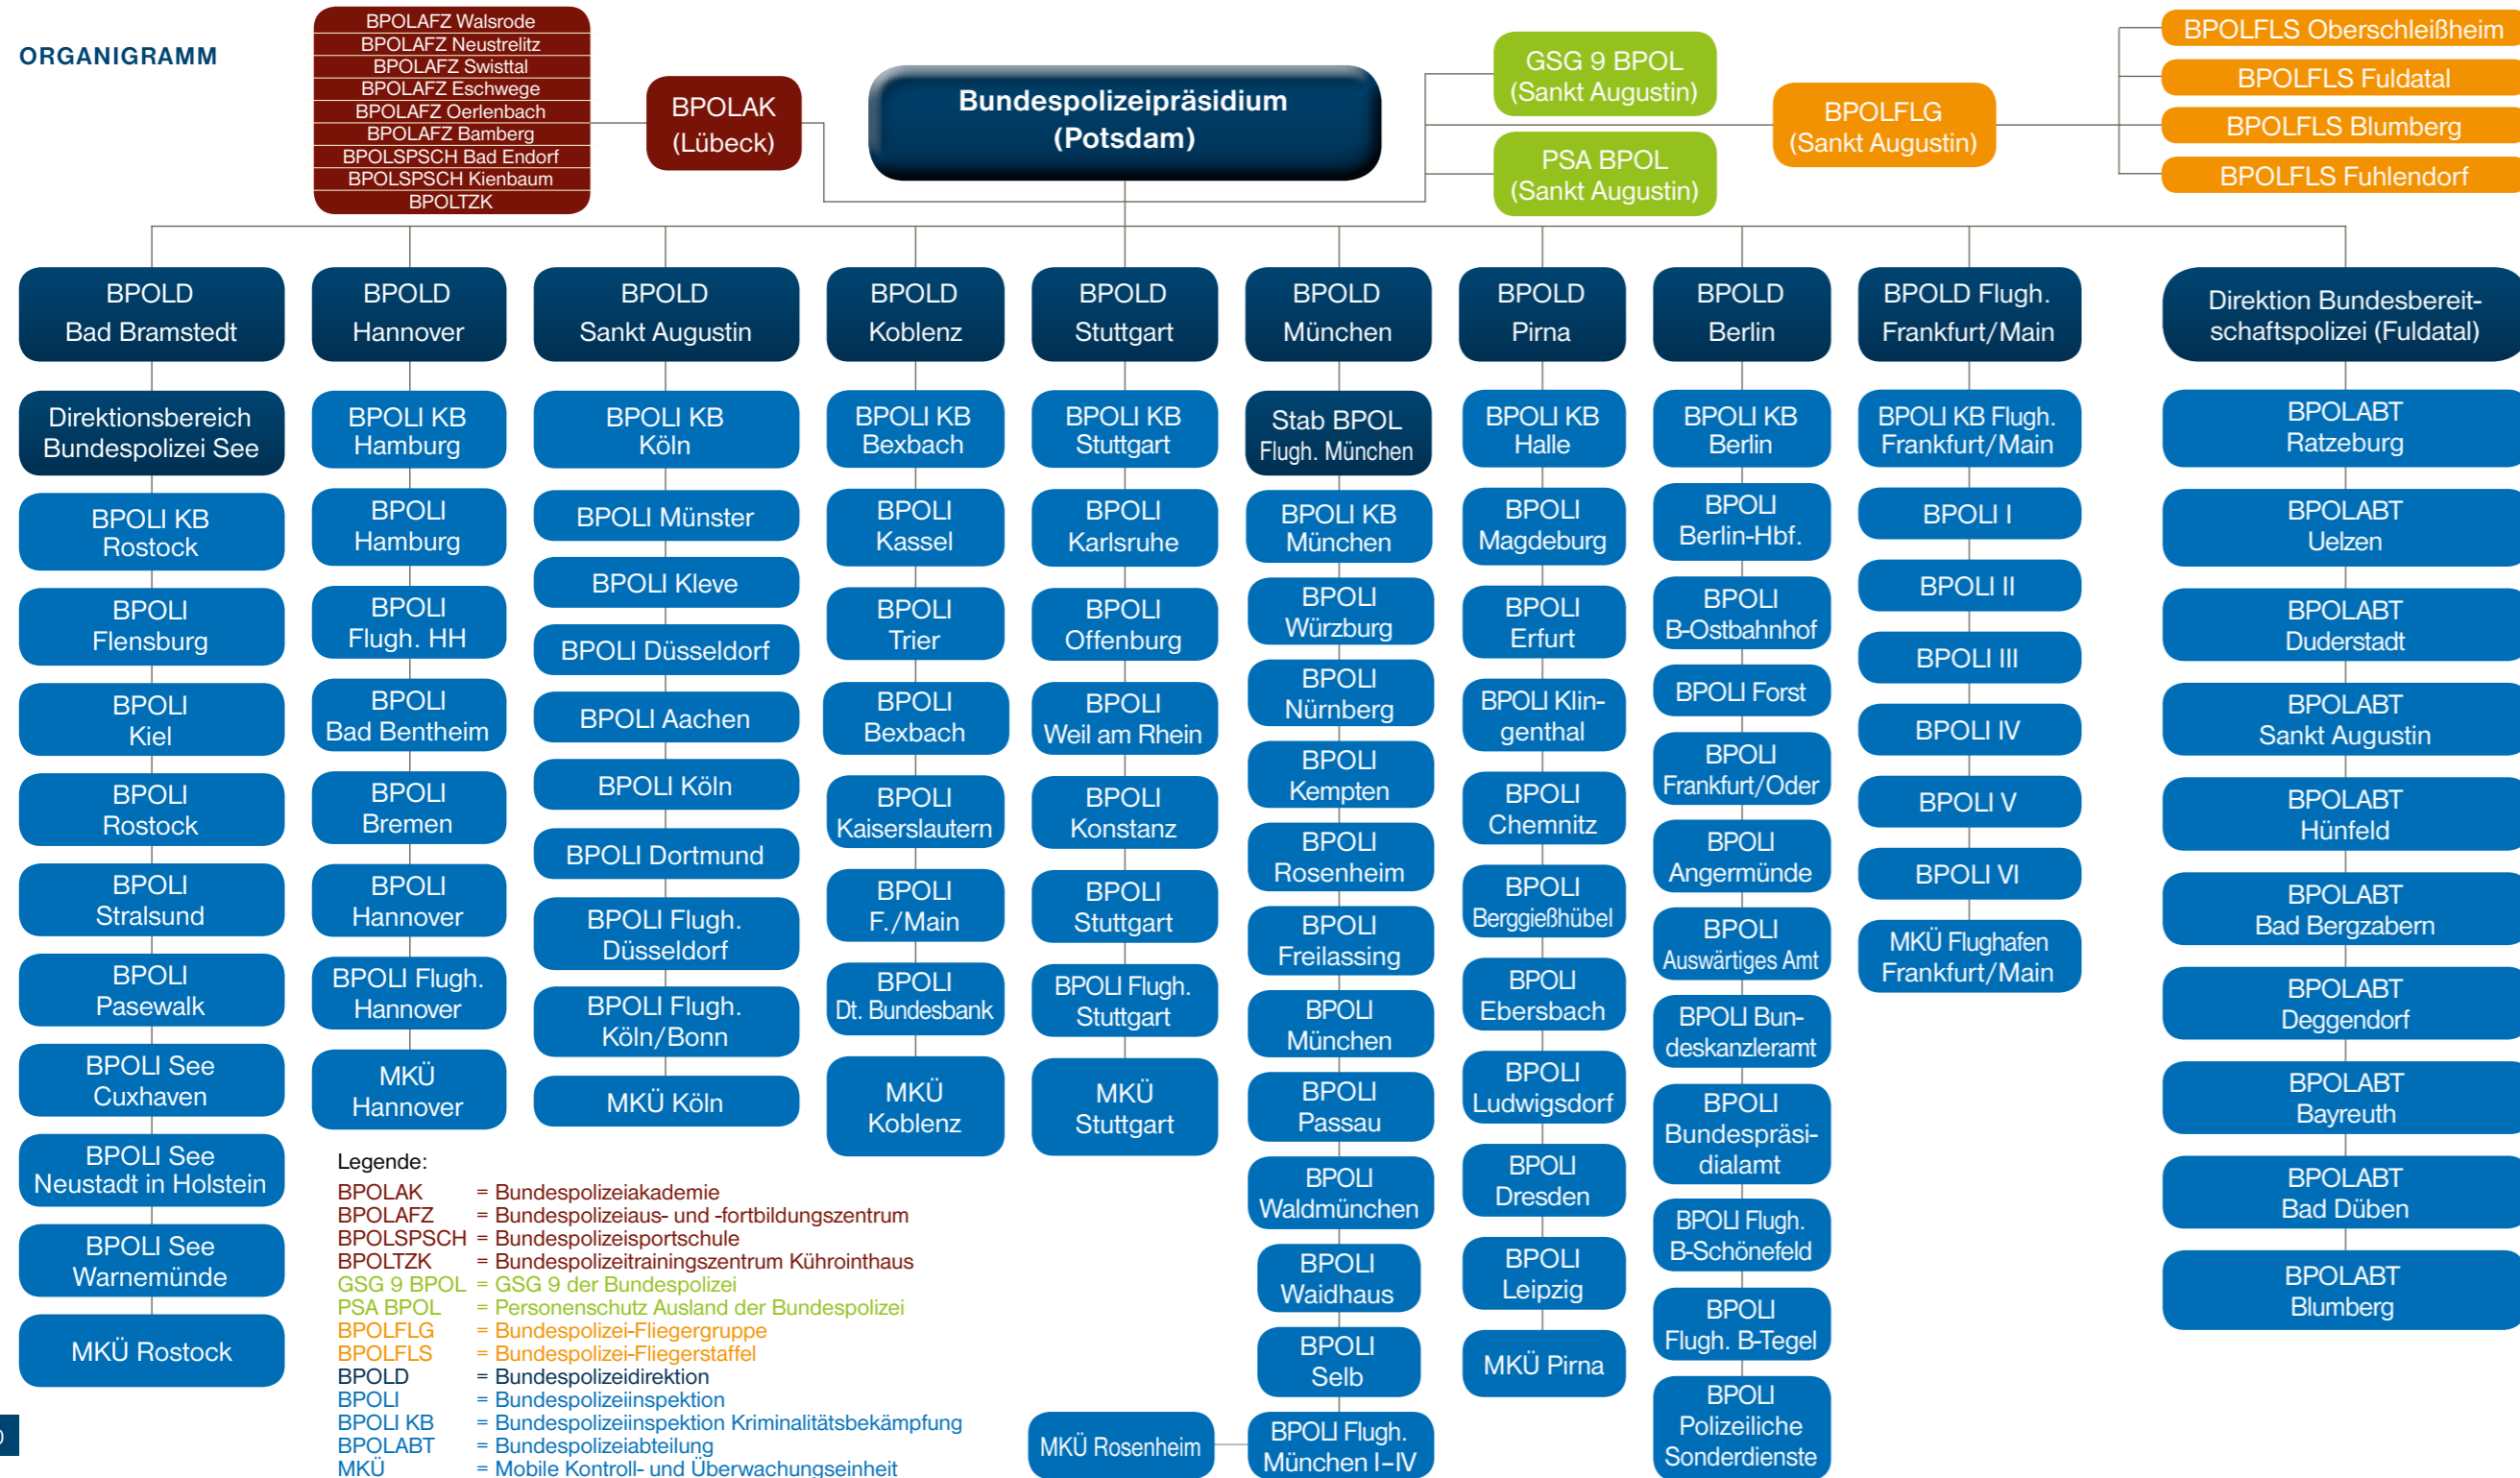 ORGANIGRAMM
BPOLAFZ Walsrode
BPOLAFZ Neustrelitz
BPOLAFZ Swisttal
BPOLAFZ Eschwege
BPOLAFZ Oerlenbach
BPOLAFZ Bamberg
BPOLSPSCH Bad Endorf
BPOLSPSCH Kienbaum
BPOLTZK
BPOLAK
(Lübeck)
Bundespolizeipräsidium
(Potsdam)
GSG 9 BPOL
(Sankt Augustin)
PSA BPOL
(Sankt Augustin)
BPOLFLG
(Sankt Augustin)
BPOLFLS Oberschleißheim
BPOLFLS Fuldatal
BPOLFLS Blumberg
BPOLFLS Fuhlendorf
BPOLD
Bad Bramstedt
Direktionsbereich
Bundespolizei See
BPOLI KB
Rostock
BPOLI
Flensburg
BPOLI
Kiel
BPOLI
Rostock
BPOLI
Stralsund
BPOLI
Pasewalk
BPOLI See
Cuxhaven
BPOLI See
Neustadt in Holstein
BPOLI See
Warnemünde
MKÜ Rostock
BPOLD
Hannover
BPOLI KB
Hamburg
BPOLI
Hamburg
BPOLI
Flugh. HH
BPOLI
Bad Bentheim
BPOLI
Bremen
BPOLI
Hannover
BPOLI Flugh.
Hannover
MKÜ
Hannover
BPOLD
Sankt Augustin
BPOLI KB
Köln
BPOLI Münster
BPOLI Kleve
BPOLI Düsseldorf
BPOLI Aachen
BPOLI Köln
BPOLI Dortmund
BPOLI Flugh.
Düsseldorf
BPOLI Flugh.
Köln/Bonn
MKÜ Köln
BPOLD
Koblenz
BPOLI KB
Bexbach
BPOLI
Kassel
BPOLI
Trier
BPOLI
Bexbach
BPOLI
Kaiserslautern
BPOLI
F./Main
BPOLI
Dt. Bundesbank
MKÜ
Koblenz
BPOLD
Stuttgart
BPOLI KB
Stuttgart
BPOLI
Karlsruhe
BPOLI
Offenburg
BPOLI
Weil am Rhein
BPOLI
Konstanz
BPOLI
Stuttgart
BPOLI Flugh.
Stuttgart
MKÜ
Stuttgart
BPOLD
München
Stab BPOL
Flugh. München
BPOLI KB
München
BPOLI
Würzburg
BPOLI
Nürnberg
BPOLI
Kempten
BPOLI
Rosenheim
BPOLI
Freilassing
BPOLI
München
BPOLI
Passau
BPOLI
Waldmünchen
BPOLI
Waidhaus
BPOLI
Selb
BPOLI Flugh.
München I–IV
MKÜ Rosenheim
BPOLD
Pirna
BPOLI KB
Halle
BPOLI
Magdeburg
BPOLI
Erfurt
BPOLI Klin-
genthal
BPOLI
Chemnitz
BPOLI
Berggießhübel
BPOLI
Ebersbach
BPOLI
Ludwigsdorf
BPOLI
Dresden
BPOLI
Leipzig
MKÜ Pirna
BPOLD
Berlin
BPOLI KB
Berlin
BPOLI
Berlin-Hbf.
BPOLI
B-Ostbahnhof
BPOLI Forst
BPOLI
Frankfurt/Oder
BPOLI
Angermünde
BPOLI
Auswärtiges Amt
BPOLI Bun-
deskanzleramt
BPOLI
Bundespräsi-
dialamt
BPOLI Flugh.
B-Schönefeld
BPOLI
Flugh. B-Tegel
BPOLI
Polizeiliche
Sonderdienste
BPOLD Flugh.
Frankfurt/Main
BPOLI KB Flugh.
Frankfurt/Main
BPOLI I
BPOLI II
BPOLI III
BPOLI IV
BPOLI V
BPOLI VI
MKÜ Flughafen
Frankfurt/Main
Direktion Bundesbereit-
schaftspolizei (Fuldatal)
BPOLABT
Ratzeburg
BPOLABT
Uelzen
BPOLABT
Duderstadt
BPOLABT
Sankt Augustin
BPOLABT
Hünfeld
BPOLABT
Bad Bergzabern
BPOLABT
Deggendorf
BPOLABT
Bayreuth
BPOLABT
Bad Düben
BPOLABT
Blumberg
Legende:
BPOLAK = Bundespolizeiakademie
BPOLAFZ = Bundespolizeiaus- und -fortbildungszentrum
BPOLSPSCH = Bundespolizeisportschule
BPOLTZK = Bundespolizeitrainingszentrum Kührointhaus
GSG 9 BPOL = GSG 9 der Bundespolizei
PSA BPOL = Personenschutz Ausland der Bundespolizei
BPOLFLG = Bundespolizei-Fliegergruppe
BPOLFLS = Bundespolizei-Fliegerstaffel
BPOLD = Bundespolizeidirektion
BPOLI = Bundespolizeiinspektion
BPOLI KB = Bundespolizeiinspektion Kriminalitätsbekämpfung
BPOLABT = Bundespolizeiabteilung
MKÜ = Mobile Kontroll- und Überwachungseinheit